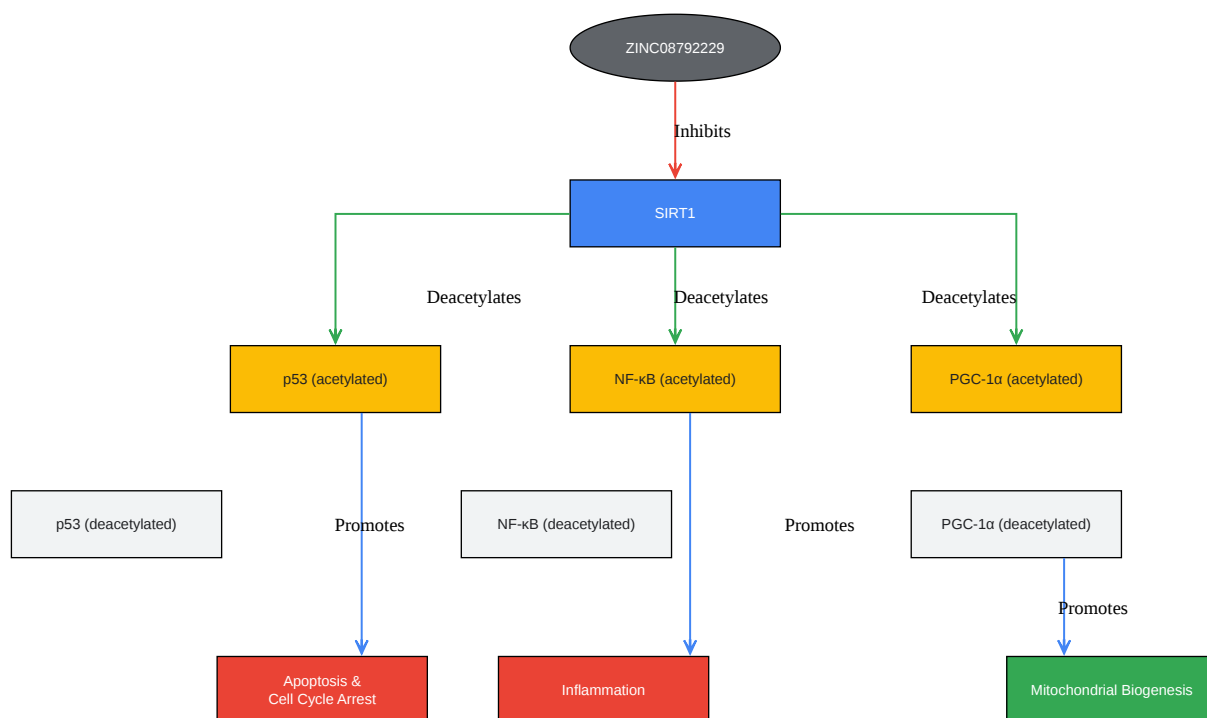 ZINC08792229
Inhibits
SIRT1
Deacetylates
Deacetylates
Deacetylates
p53 (acetylated)
NF-κB (acetylated)
PGC-1α (acetylated)
p53 (deacetylated)
Promotes
NF-κB (deacetylated)
Promotes
PGC-1α (deacetylated)
Promotes
Apoptosis &
Cell Cycle Arrest
Inflammation
Mitochondrial Biogenesis